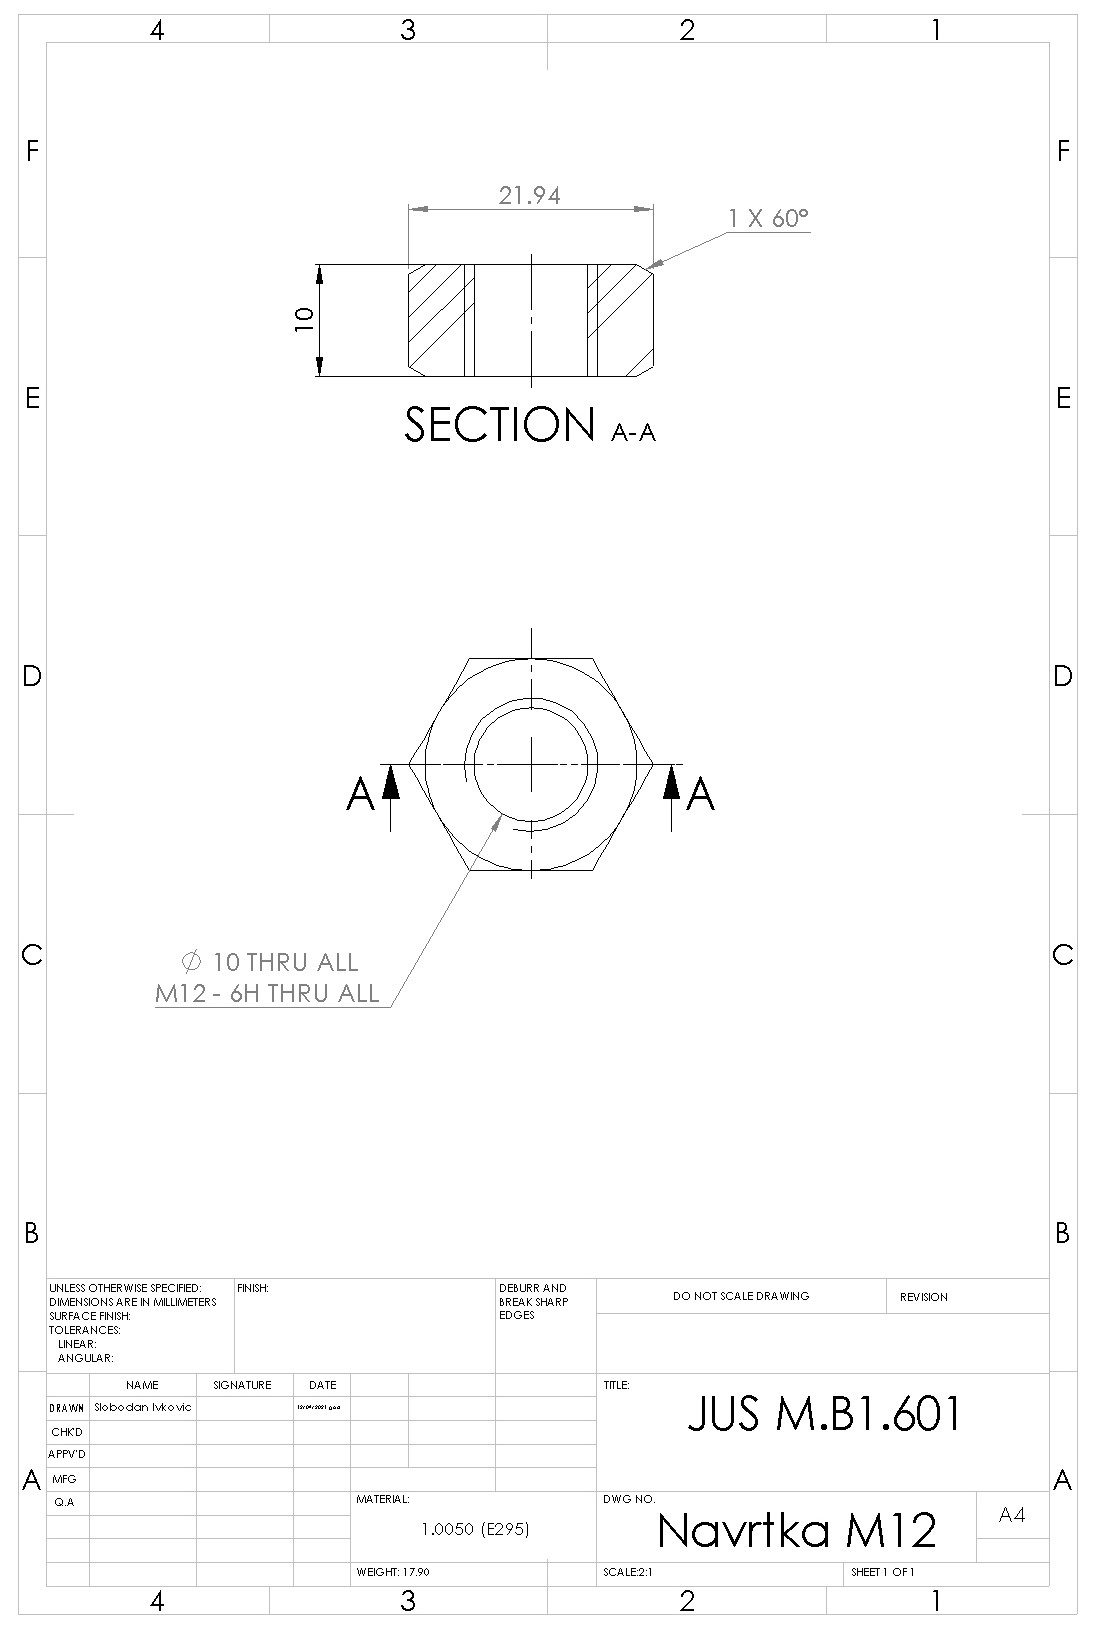 4 3 2 1
F F
21.94
1 X 60°
10
E E
SECTION A-A
D D
A A
C C
Ø 10 THRU ALL
M12 - 6H THRU ALL
B B
UNLESS OTHERWISE SPECIFIED:
DIMENSIONS ARE IN MILLIMETERS
SURFACE FINISH:
TOLERANCES:
LINEAR:
ANGULAR:
FINISH:
DEBURR AND
BREAK SHARP
EDGES
DO NOT SCALE DRAWING
REVISION
NAME SIGNATURE DATE
DRAWN Slobodan Ivkovic
CHK'D
APPV'D
MFG
Q.A
TITLE:
JUS M.B1.601
A A
MATERIAL:
1.0050 (E295)
DWG NO.
Navrtka M12
A4
WEIGHT: 17.90
SCALE:2:1
SHEET 1 OF 1
4 3 2 1